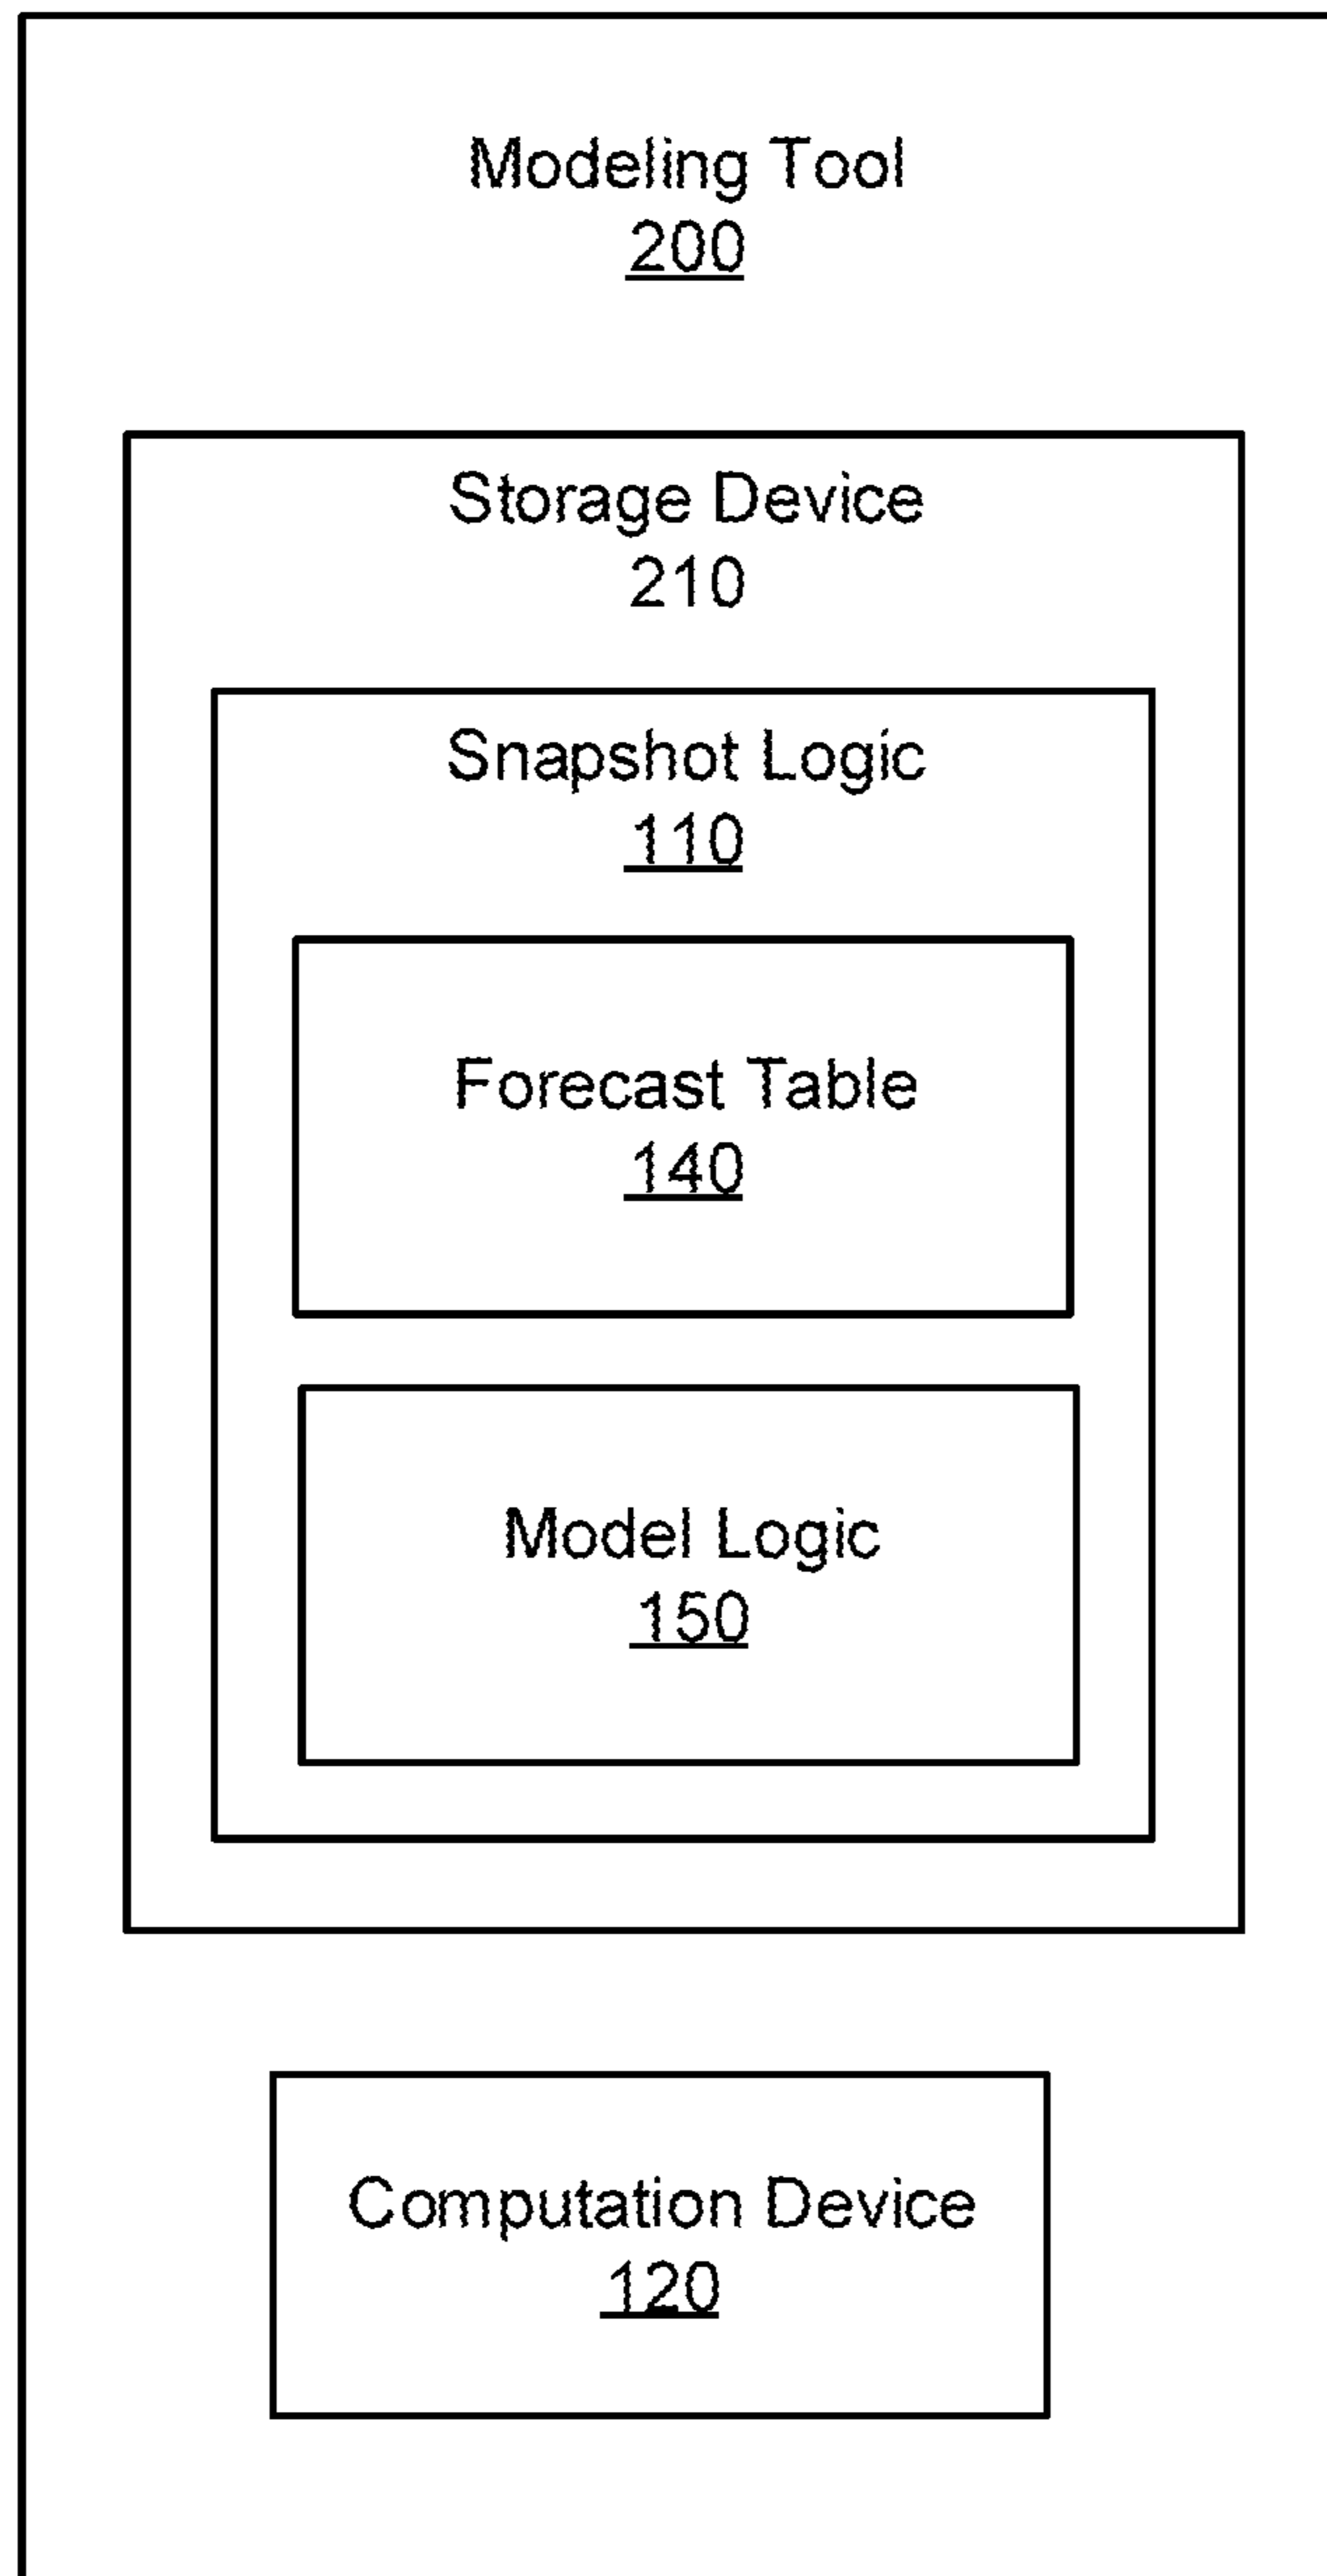 Modeling Tool
200
Storage Device
210
Snapshot Logic
110
Forecast Table
140
Model Logic
150
Computation Device
120